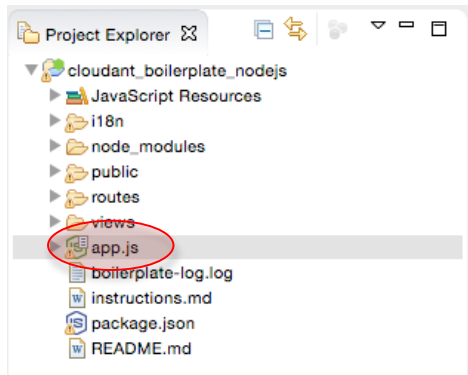 Project Explorer
cloudant_boilerplate_nodejs
JavaScript Resources
i18n
node_modules
public
routes
views
app.js
boilerplate-log.log
instructions.md
package.json
README.md